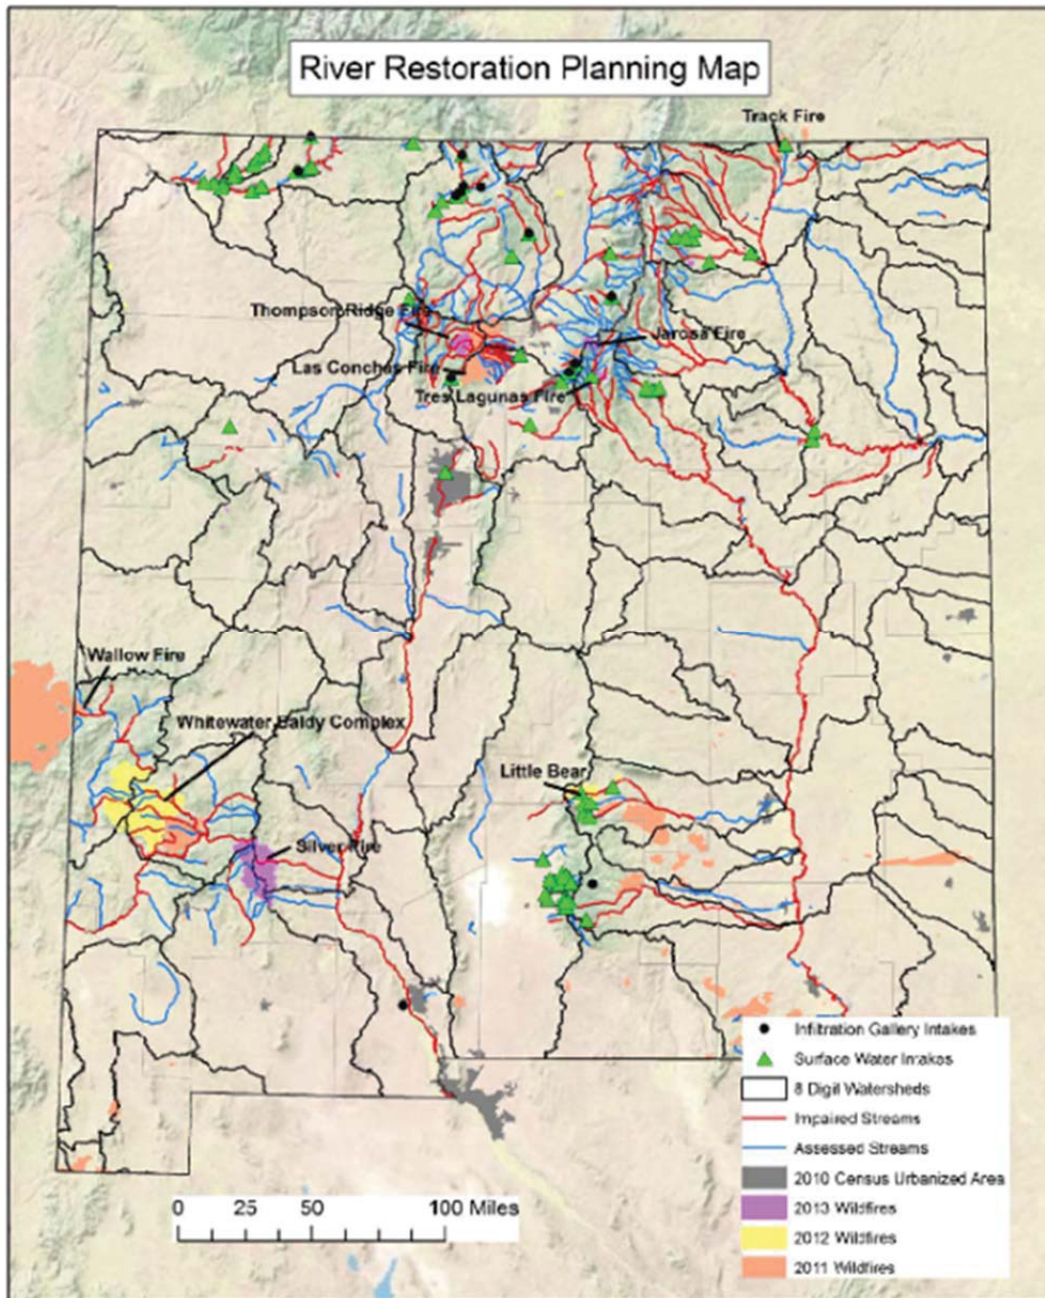 River Restoration Planning Map
Track Fire
Thompson Ridge Fire
Jarosa Fire
Las Conchas Fire
Tres Lagunas Fire
Wallow Fire
Whitewater Baldy Complex
Little Bear
Silver Fire
Infiltration Gallery Intakes
Surface Water Intakes
8 Digit Watersheds
Impaired Streams
Assessed Streams
2010 Census Urbanized Area
2013 Wildfires
2012 Wildfires
2011 Wildfires
0 25 50 100 Miles